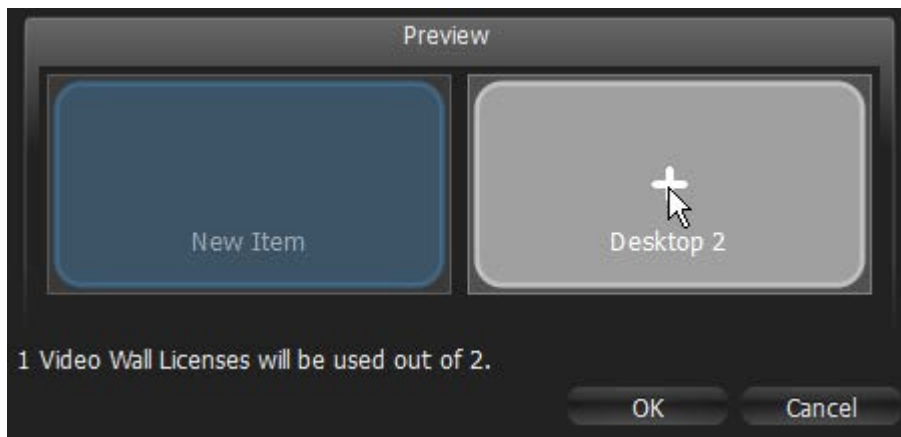 Preview
New Item
Desktop 2
1 Video Wall Licenses will be used out of 2.
OK
Cancel